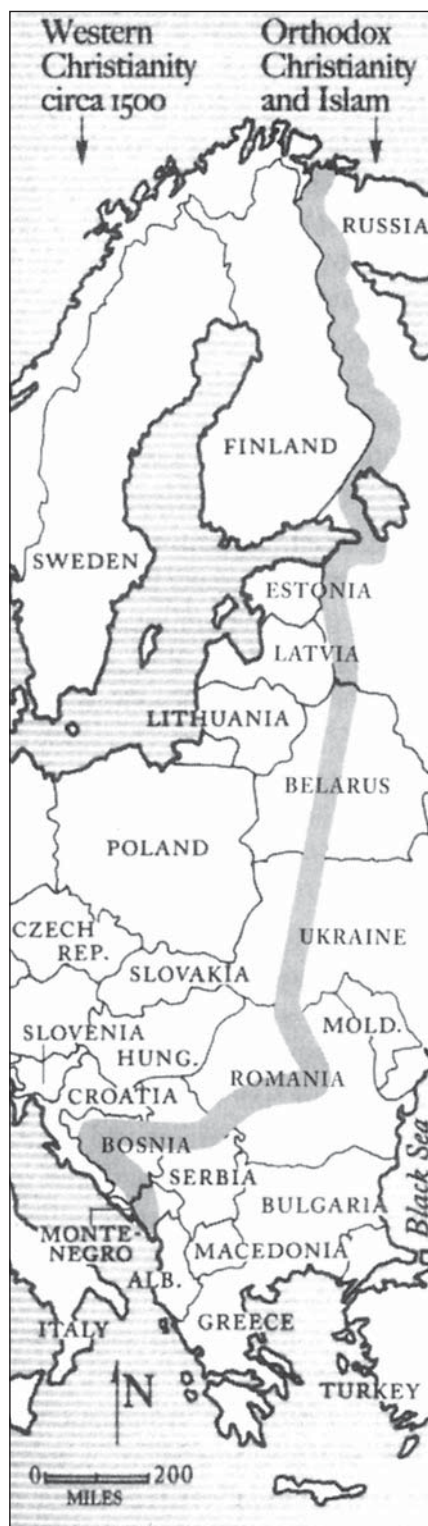 Western
Christianity
circa 1500
Orthodox
Christianity
and Islam
RUSSIA
FINLAND
SWEDEN
ESTONIA
LATVIA
LITHUANIA
BELARUS
POLAND
UKRAINE
CZECH
REP.
SLOVAKIA
MOLD.
SLOVENIA
HUNG.
ROMANIA
CROATIA
BOSNIA
SERBIA
BULGARIA
Black Sea
MONTE-
NEGRO
MACEDONIA
ALB.
ITALY
GREECE
TURKEY
N
0 200
MILES